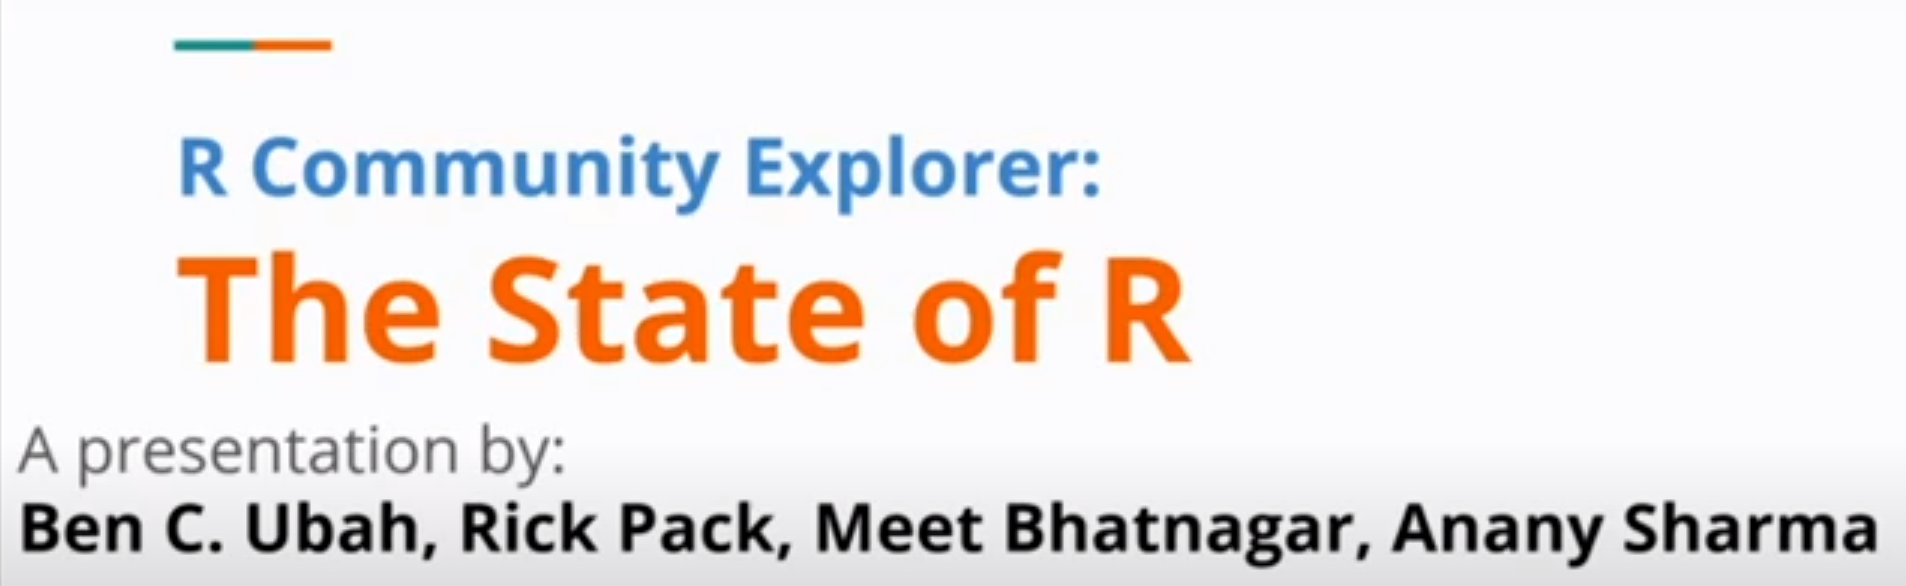 R Community Explorer:
The State of R
A presentation by:
Ben C. Ubah, Rick Pack, Meet Bhatnagar, Anany Sharma